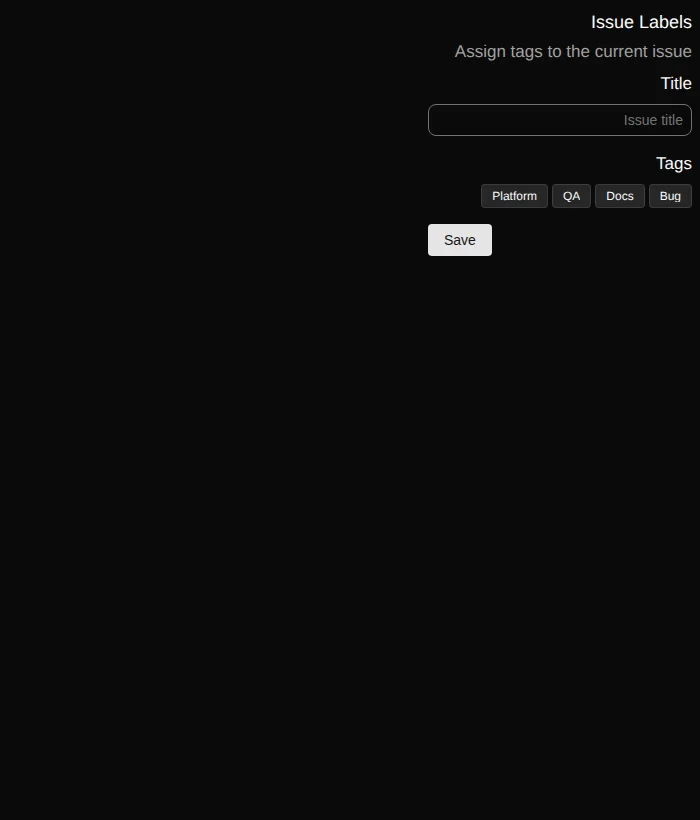 Issue Labels
Assign tags to the current issue
Title
Issue title
Tags
Bug Docs QA Platform
Save